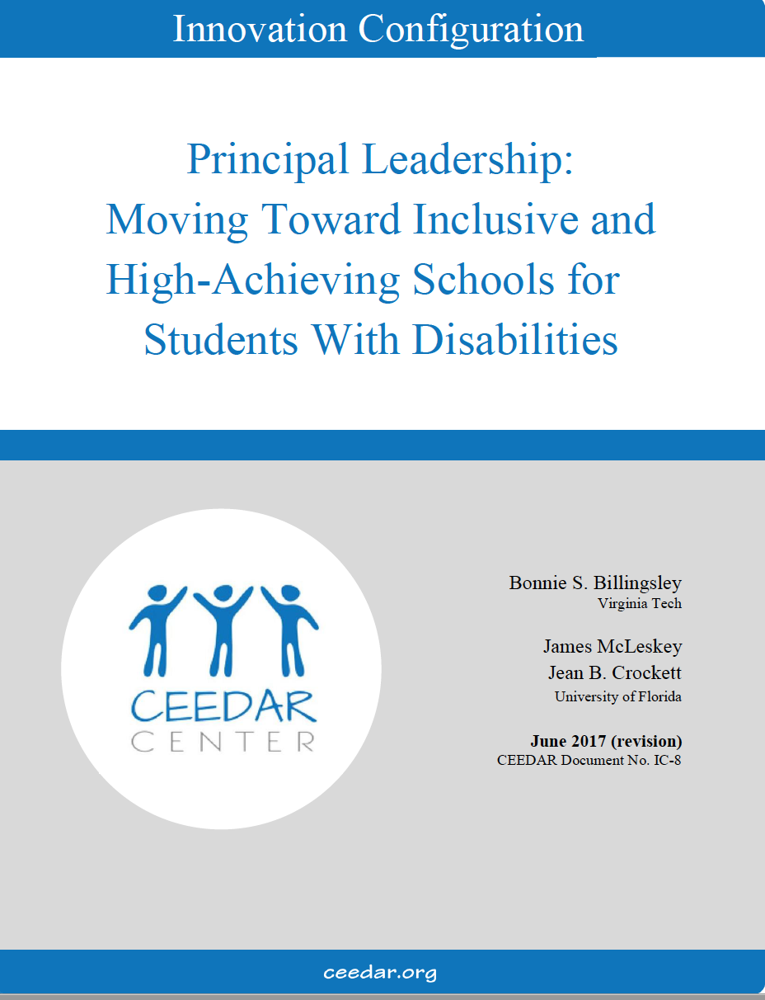 Innovation Configuration
Principal Leadership:
Moving Toward Inclusive and
High-Achieving Schools for
Students With Disabilities
CEEDAR
CENTER
Bonnie S. Billingsley
Virginia Tech
James McLeskey
Jean B. Crockett
University of Florida
June 2017 (revision)
CEEDAR Document No. IC-8
ceedar.org